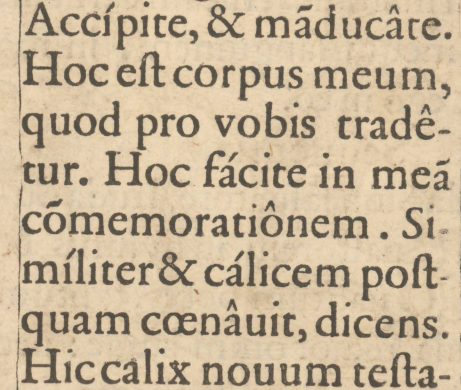 Accípite, & mãducâte.
Hoc eſt corpus meum,
quod pro vobis tradê-
tur. Hoc fácite in meã
cõmemoratiônem. Si-
míliter & cálicem poſt-
quam cœnâuit, dicens.
Hic calix nouum teſta-